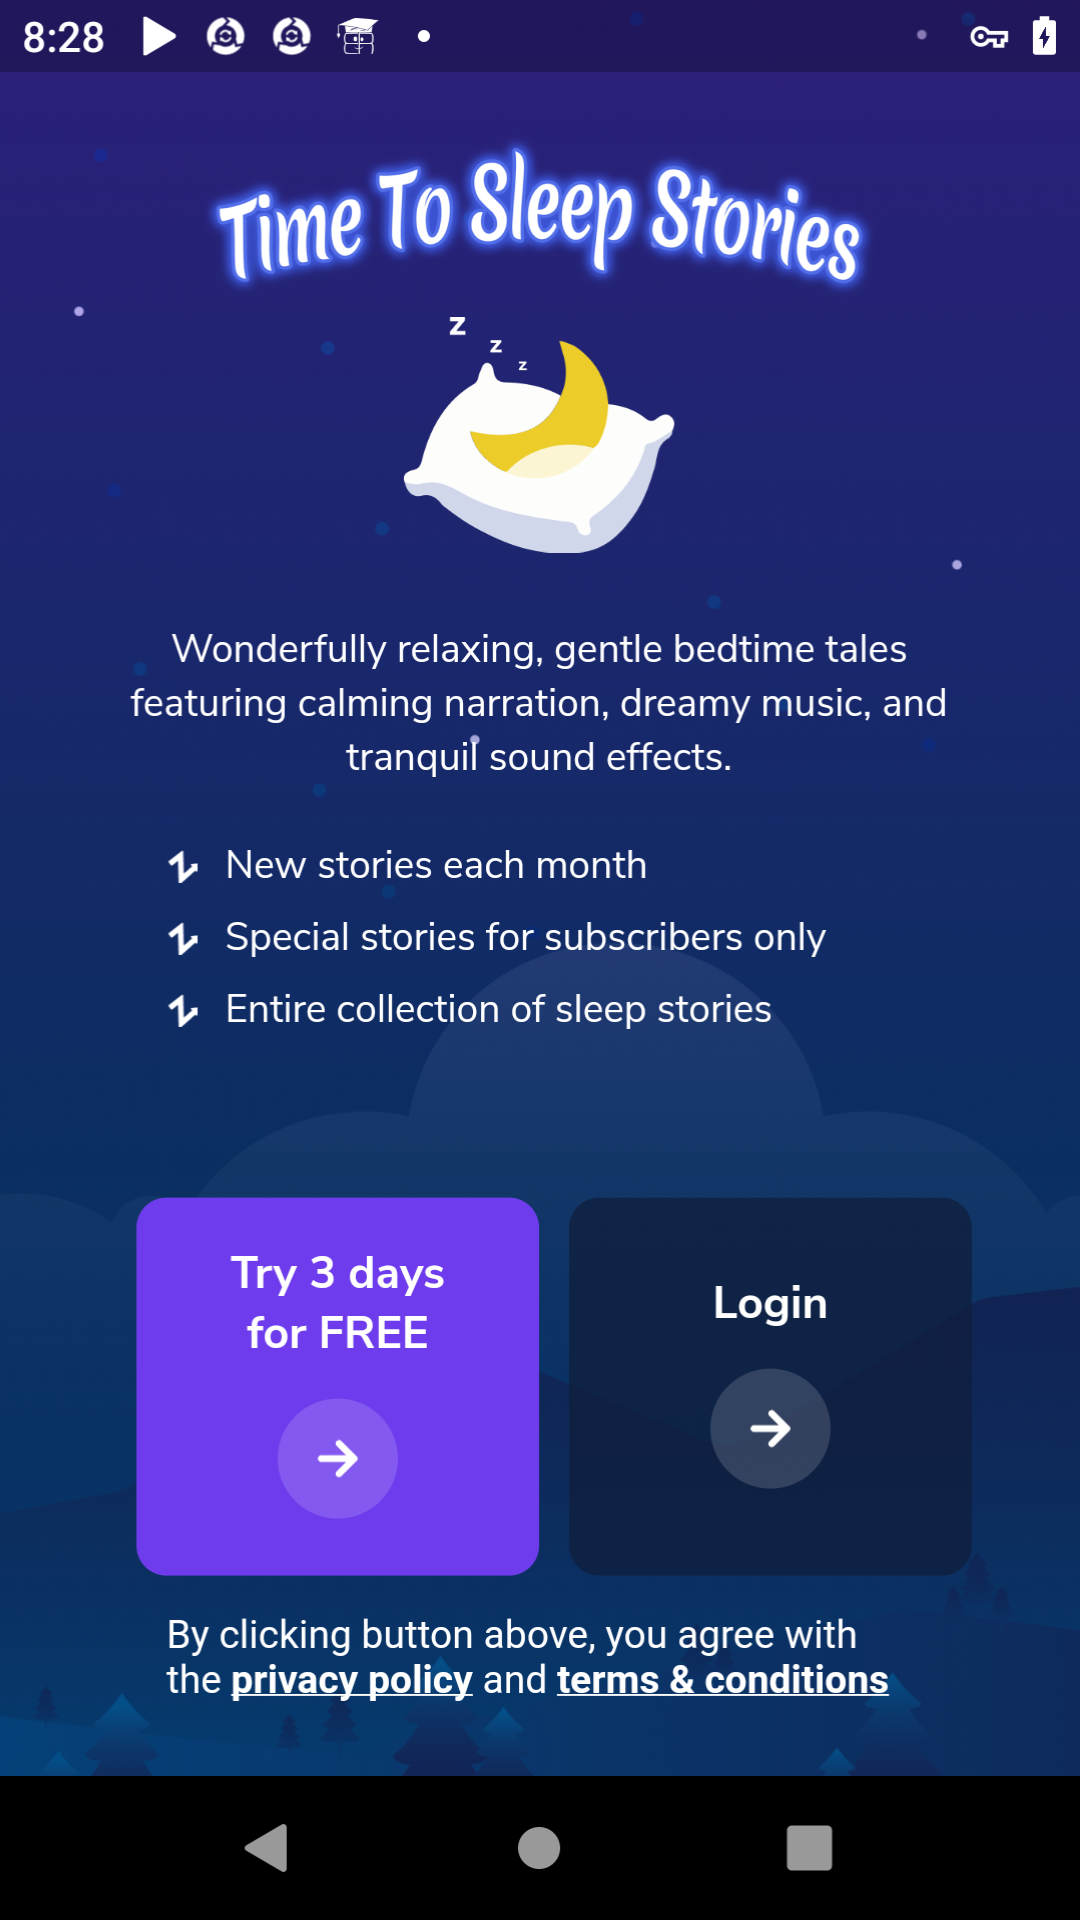 8:28
Time To Sleep Stories
z
z
z
Wonderfully relaxing, gentle bedtime tales
featuring calming narration, dreamy music, and
tranquil sound effects.
New stories each month
Special stories for subscribers only
Entire collection of sleep stories
Try 3 days
for FREE
Login
By clicking button above, you agree with
the privacy policy and terms & conditions